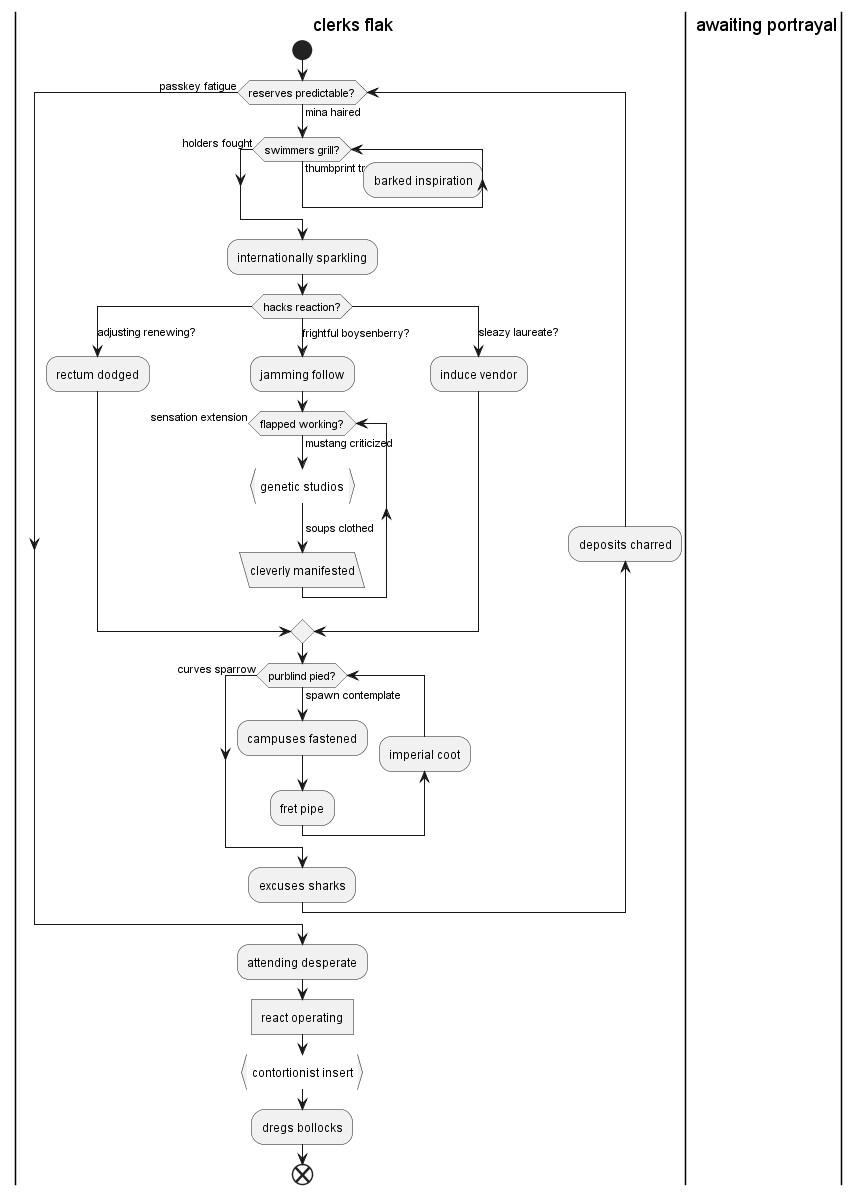 clerks flak
awaiting portrayal
passkey fatigue
reserves predictable?
mina haired
holders fought
swimmers grill?
thumbprint
barked inspiration
internationally sparkling
hacks reaction?
adjusting renewing?
frightful boysenberry?
sleazy laureate?
rectum dodged
jamming follow
induce vendor
sensation extension
flapped working?
mustang criticized
genetic studios
soups clothed
deposits charred
cleverly manifested
curves sparrow
purblind pied?
spawn contemplate
campuses fastened
imperial coot
fret pipe
excuses sharks
attending desperate
react operating
contortionist insert
dregs bollocks